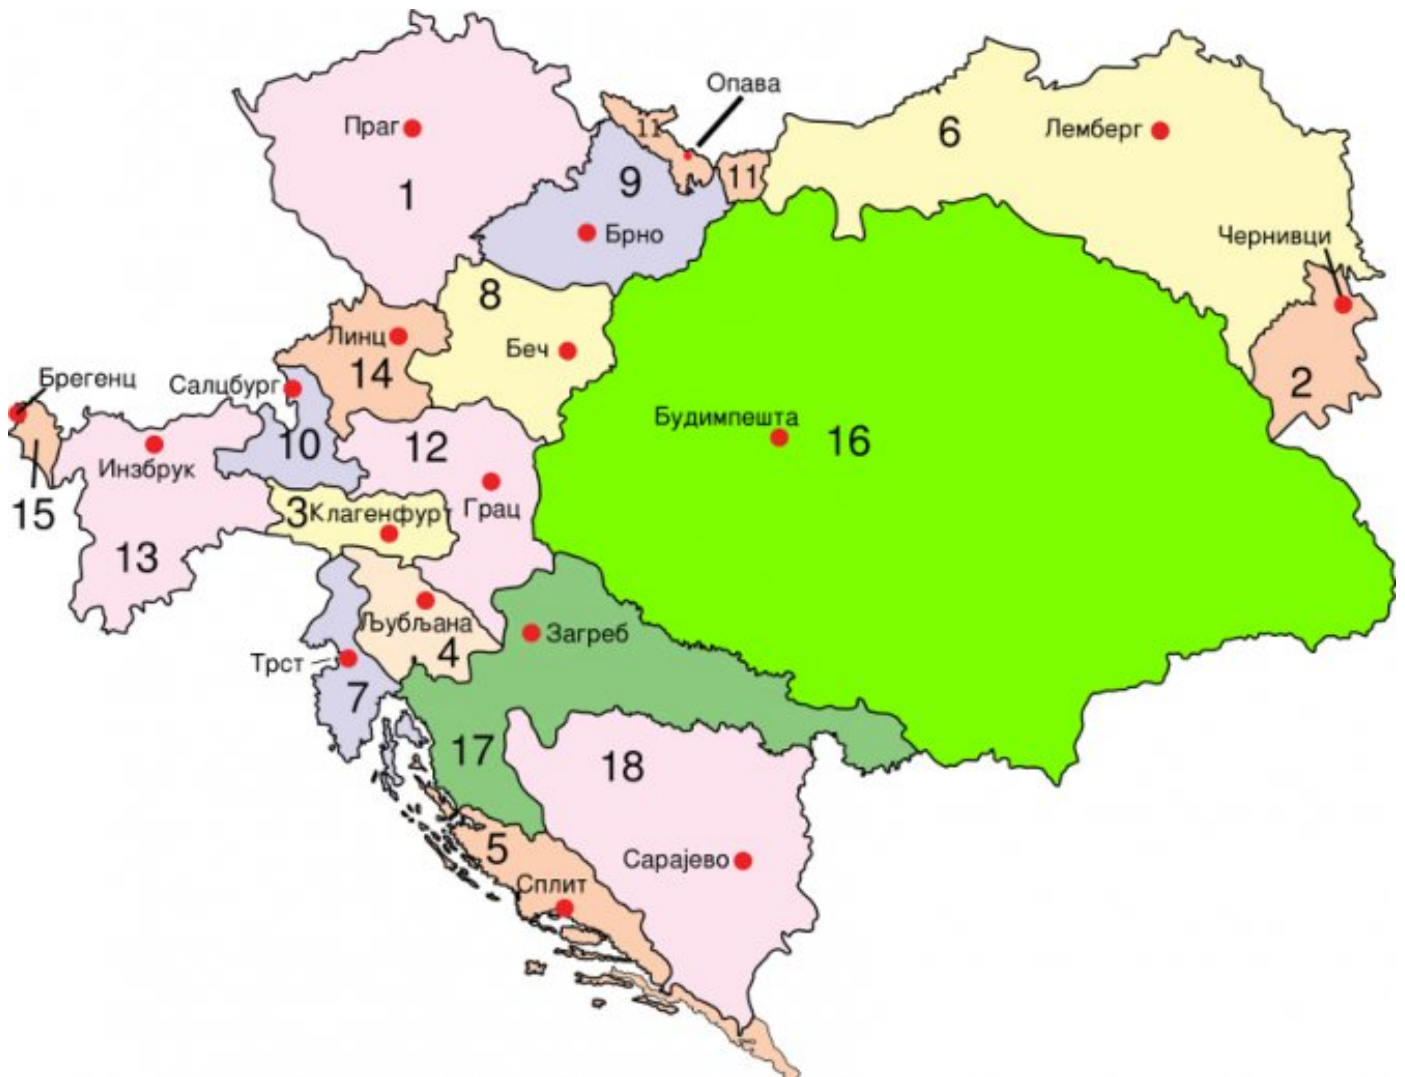 Опава
11
6
Праг
Лемберг
1
9
11
Брно
Чернивци
8
Линц
Беч
14
2
Брегенц
Салцбург
Будимпешта
16
10
12
Инзбрук
15
3
Клагенфурт
Грац
13
Љубљана
Загреб
4
Трст
7
17
18
5
Сарајево
Сплит